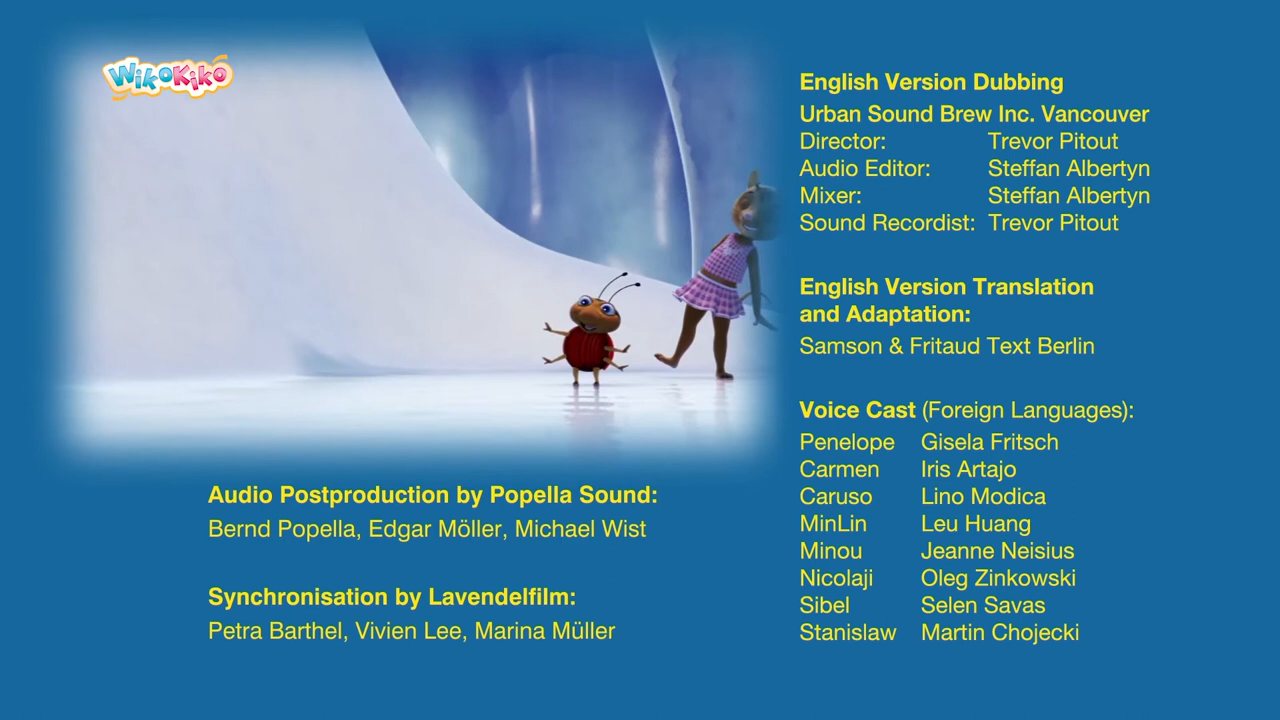 WikoKiko
English Version Dubbing
Urban Sound Brew Inc. Vancouver
Director: Trevor Pitout
Audio Editor: Steffan Albertyn
Mixer: Steffan Albertyn
Sound Recordist: Trevor Pitout
English Version Translation
and Adaptation:
Samson & Fritaud Text Berlin
Voice Cast (Foreign Languages):
Penelope Gisela Fritsch
Carmen Iris Artajo
Caruso Lino Modica
MinLin Leu Huang
Minou Jeanne Neisius
Nicolaji Oleg Zinkowski
Sibel Selen Savas
Stanislaw Martin Chojecki
Audio Postproduction by Popella Sound:
Bernd Popella, Edgar Möller, Michael Wist
Synchronisation by Lavendelfilm:
Petra Barthel, Vivien Lee, Marina Müller